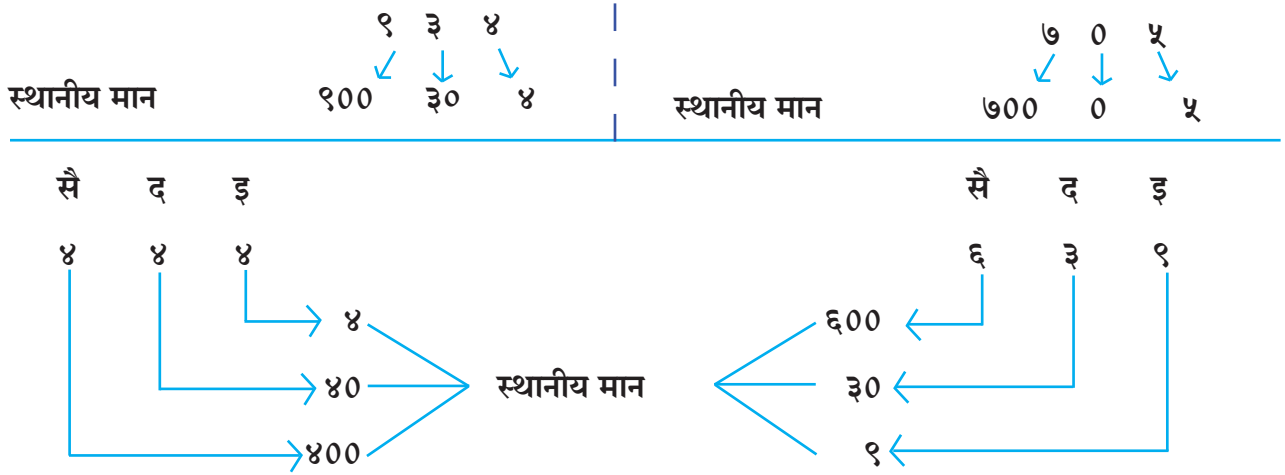 ९ ३ ४
स्थानीय मान ९०० ३० ४
७ ० ५
स्थानीय मान ७०० ० ५
सै द इ
४ ४ ४
४
४०
४००
स्थानीय मान
सै द इ
६ ३ ९
६००
३०
९